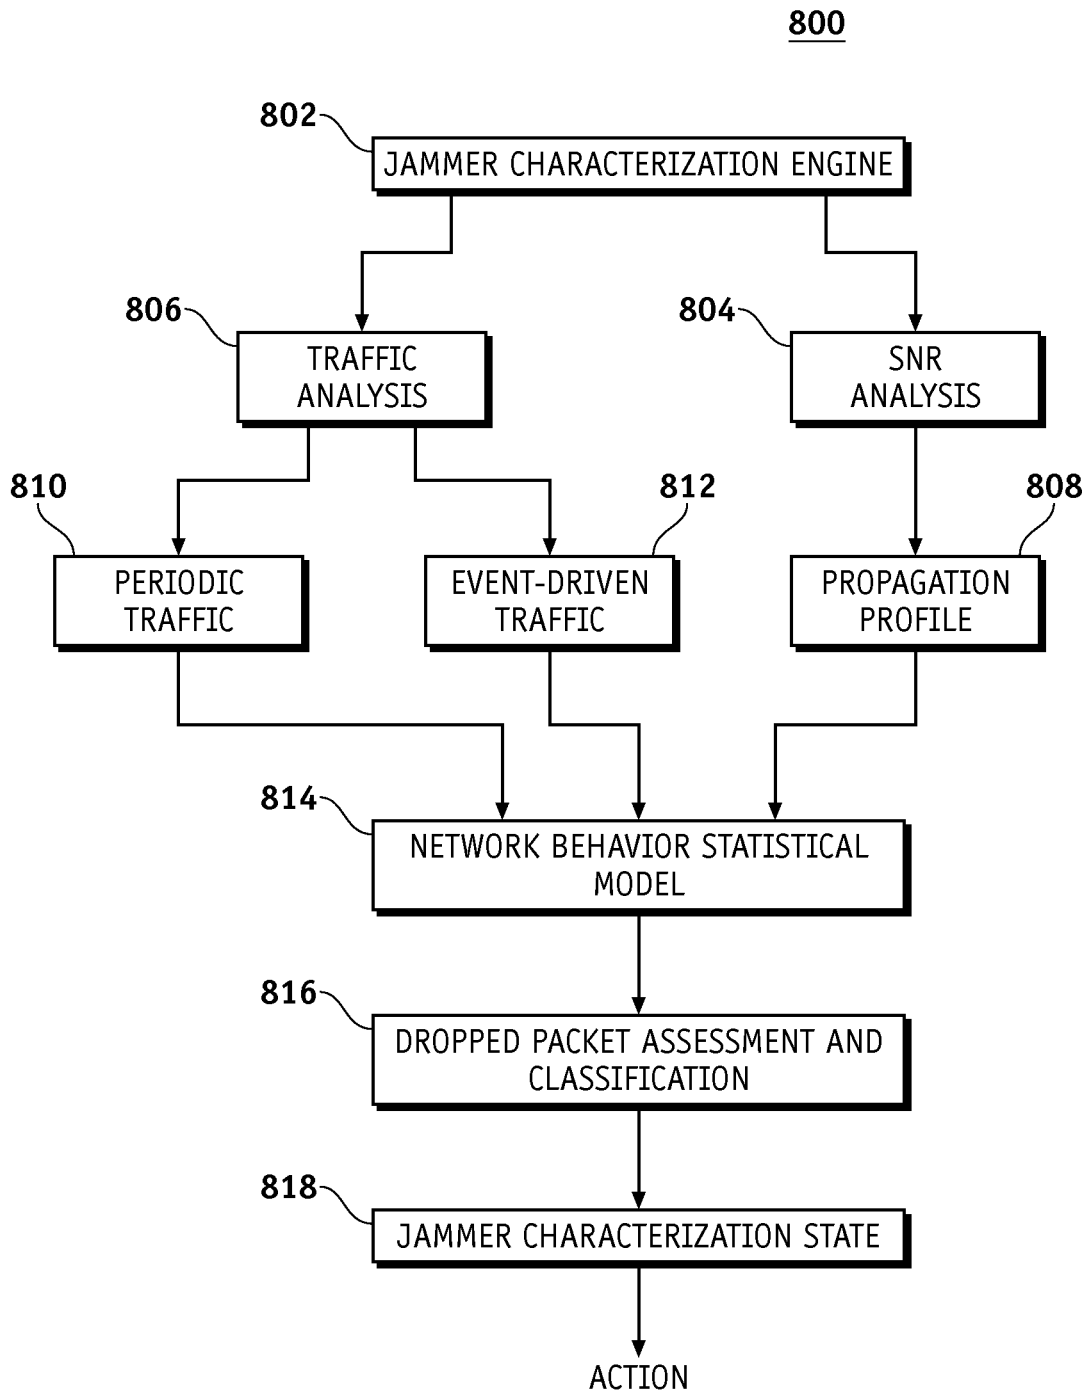 800
802
JAMMER CHARACTERIZATION ENGINE
806
804
TRAFFIC
ANALYSIS
SNR
ANALYSIS
810
812
808
PERIODIC
TRAFFIC
EVENT-DRIVEN
TRAFFIC
PROPAGATION
PROFILE
814
NETWORK BEHAVIOR STATISTICAL
MODEL
816
DROPPED PACKET ASSESSMENT AND
CLASSIFICATION
818
JAMMER CHARACTERIZATION STATE
ACTION